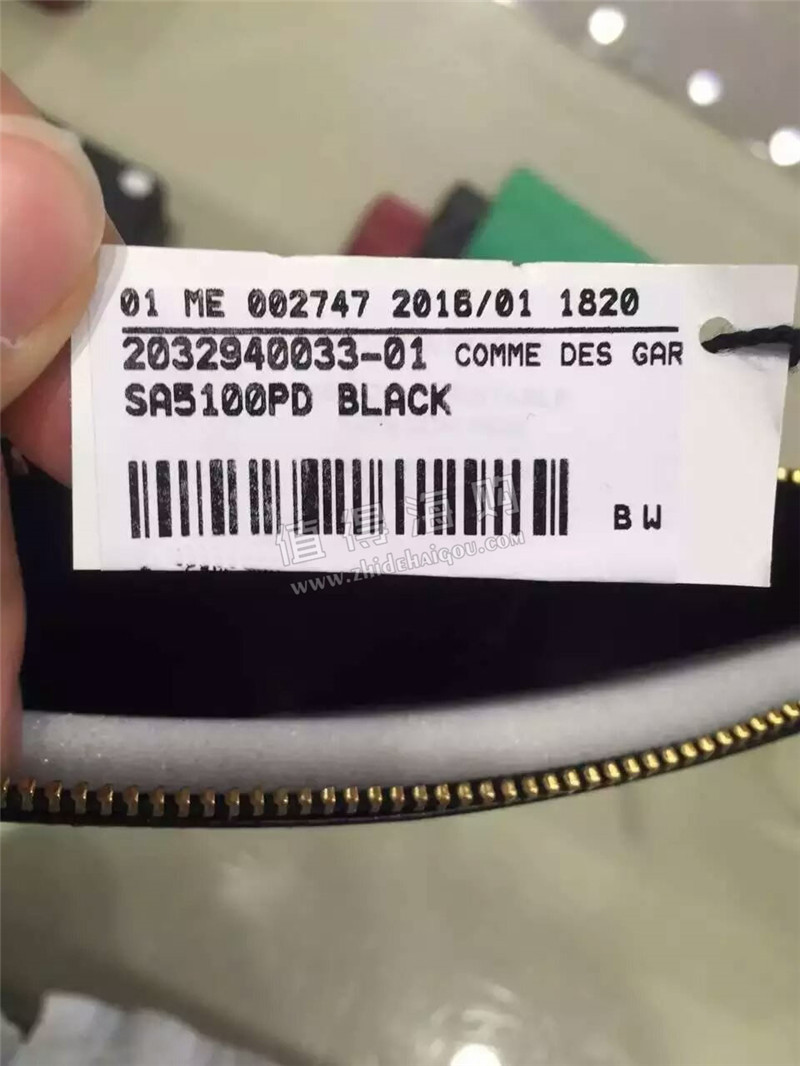 01 ME 002747 2016/01 1820
2032940033-01 COMME DES GAR
SA5100PD BLACK
BW
值得海购
www.zhidehaigou.com